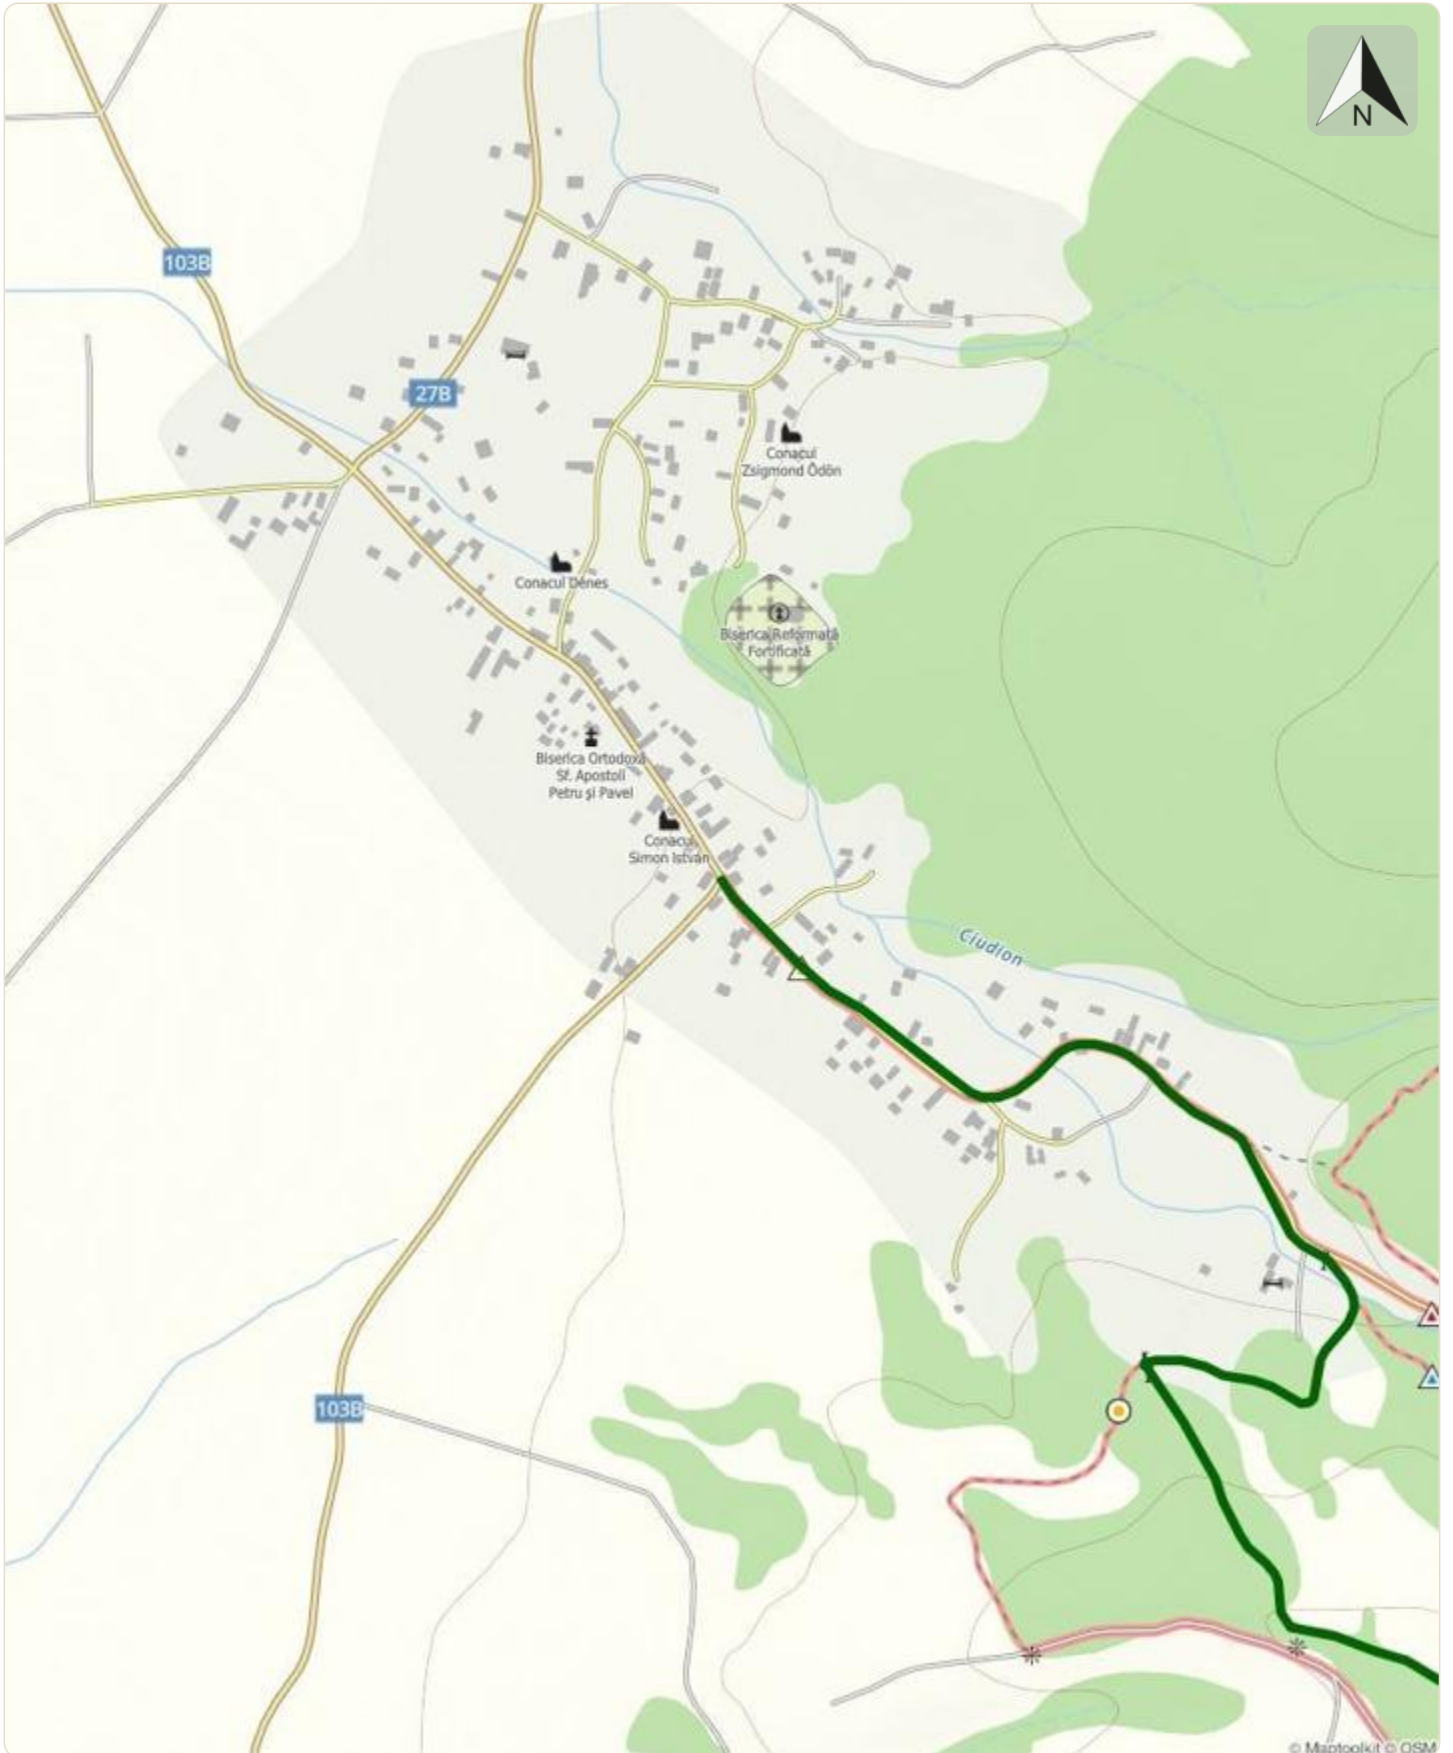 N
103B
27B
Conacul
Zsigmond Ödön
Conacul Dénes
Biserica Reformată
Fortificată
Biserica Ortodoxă
Sf. Apostoli
Petru și Pavel
Conacul
Simon István
Ciudion
103B
© Maptoolkit © OSM